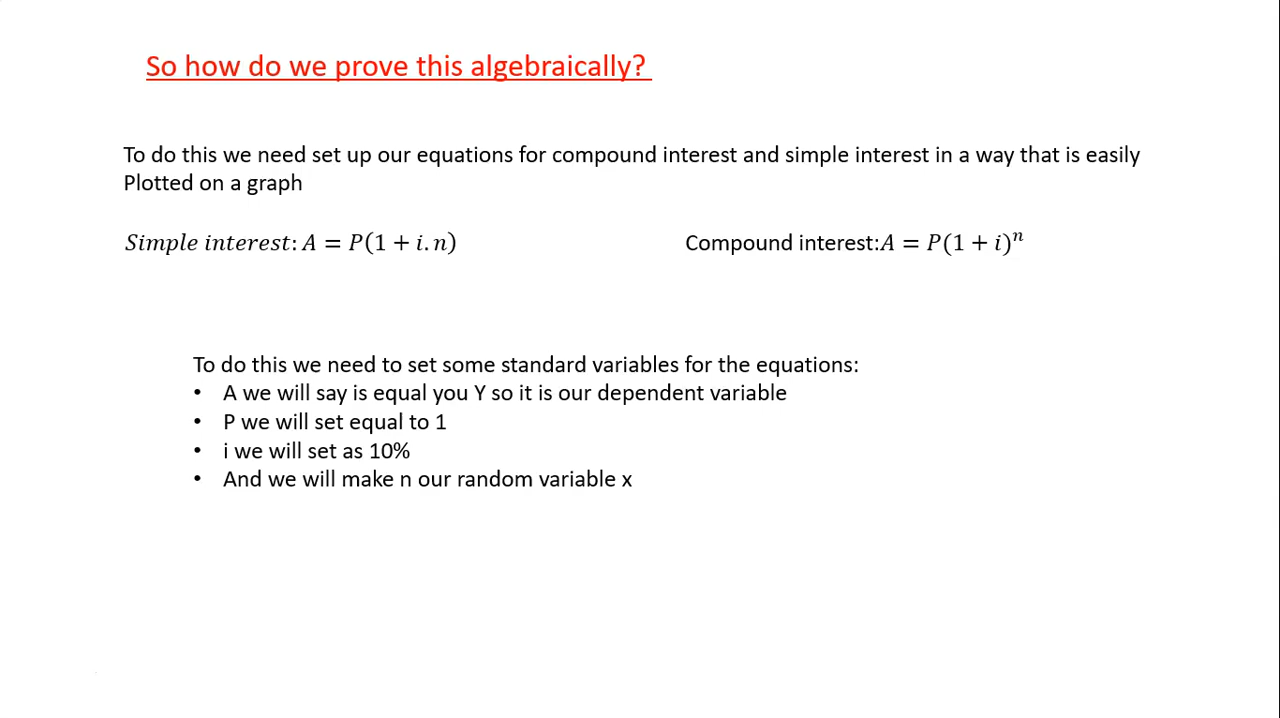 So how do we prove this algebraically?
To do this we need set up our equations for compound interest and simple interest in a way that is easily
Plotted on a graph
Simple interest: A = P(1 + i. n)
Compound interest:A = P(1 + i)ⁿ
To do this we need to set some standard variables for the equations:
• A we will say is equal you Y so it is our dependent variable
• P we will set equal to 1
• i we will set as 10%
• And we will make n our random variable x